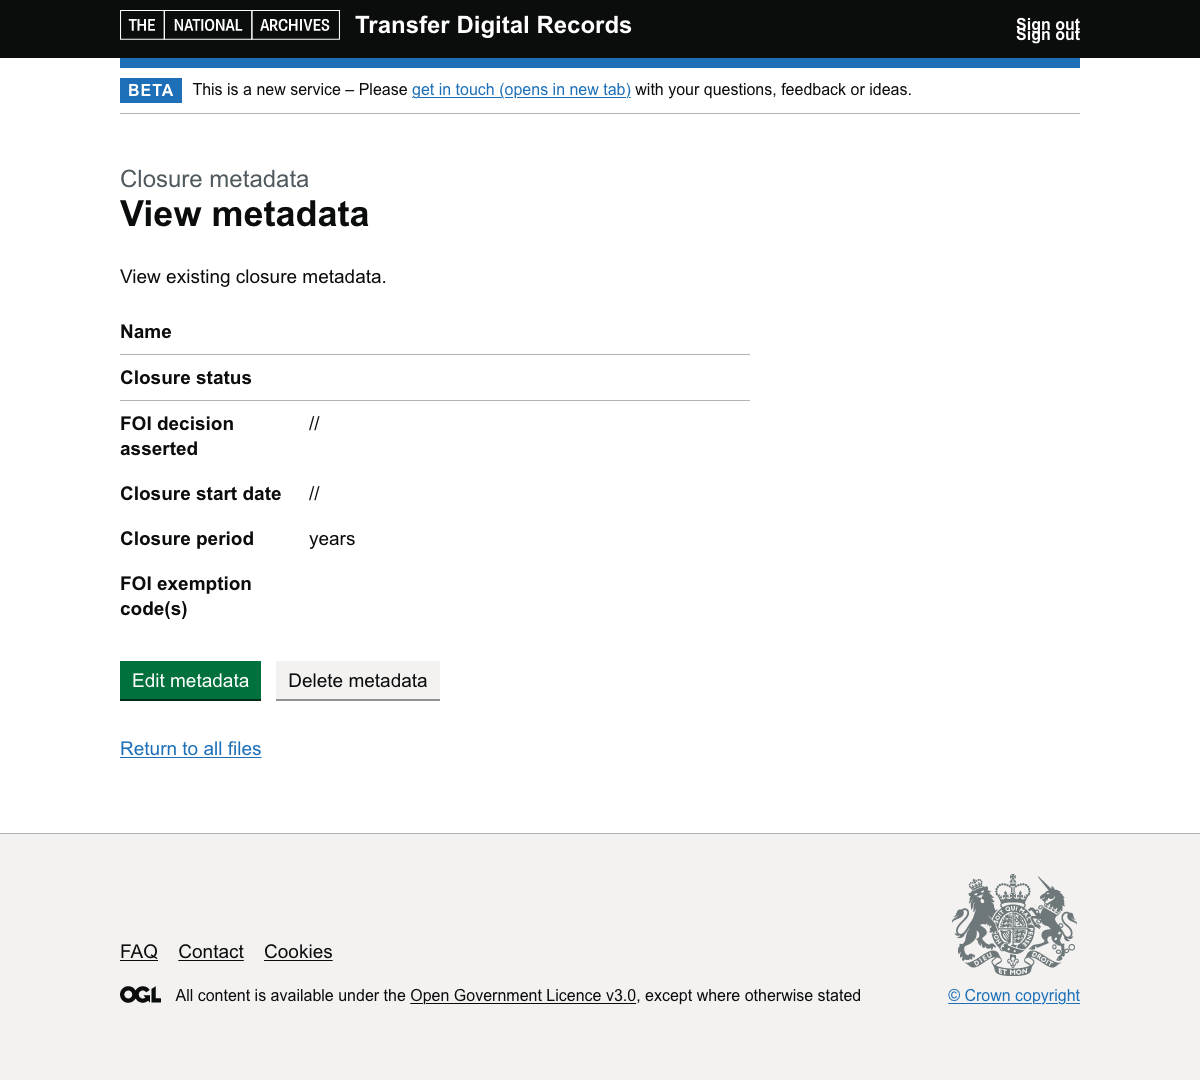 THE NATIONAL ARCHIVES Transfer Digital Records
Sign out
Sign out
BETA This is a new service – Please get in touch (opens in new tab) with your questions, feedback or ideas.
Closure metadata
View metadata
View existing closure metadata.
Name
Closure status
FOI decision asserted //
Closure start date //
Closure period years
FOI exemption code(s)
Edit metadata Delete metadata
Return to all files
FAQ Contact Cookies
OGL All content is available under the Open Government Licence v3.0, except where otherwise stated
DIEU ET MON DROIT
© Crown copyright